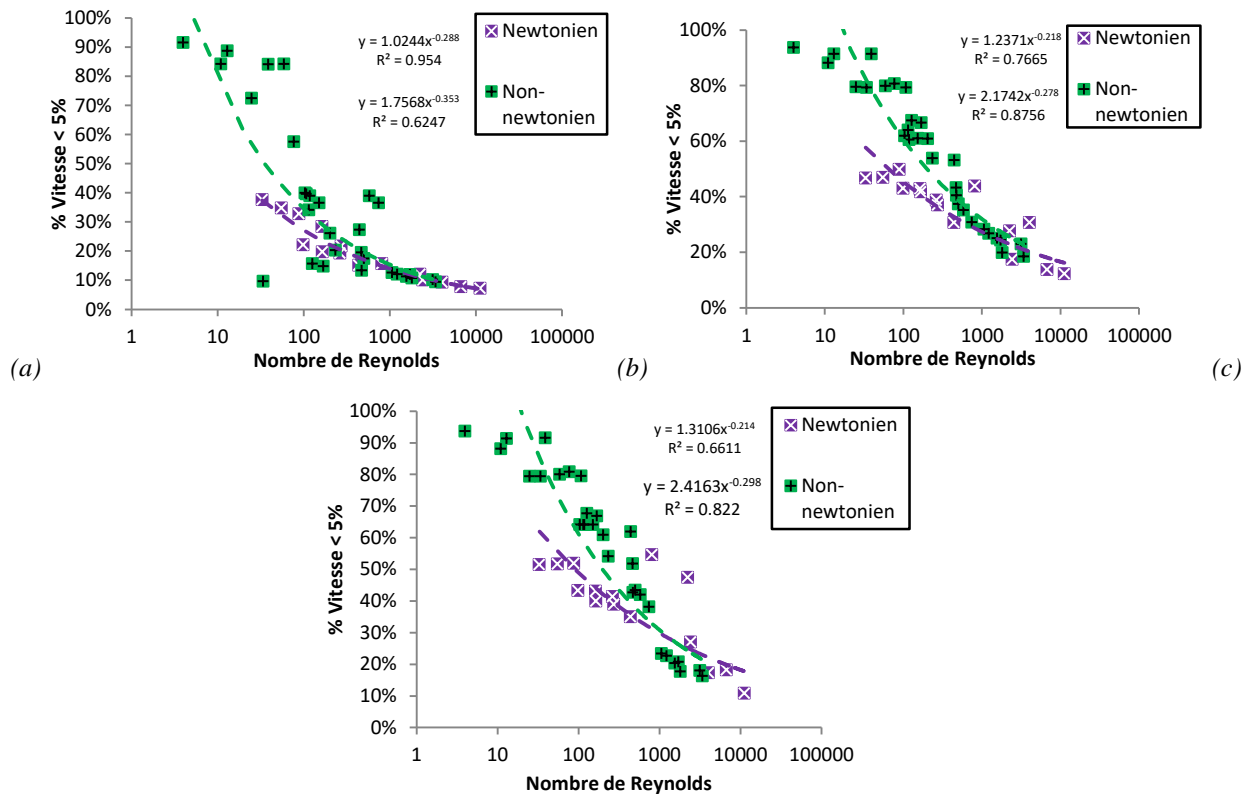 100%
90%
80%
70%
60%
50%
40%
30%
20%
10%
0%
% Vitesse < 5%
y = 1.0244x^-0.288
R² = 0.954
y = 1.7568x^-0.353
R² = 0.6247
Newtonien
Non-
newtonien
1 10 100 1000 10000 100000
Nombre de Reynolds
(a)
100%
80%
60%
40%
20%
0%
% Vitesse < 5%
y = 1.2371x^-0.218
R² = 0.7665
y = 2.1742x^-0.278
R² = 0.8756
Newtonien
Non-
newtonien
1 10 100 1000 10000 100000
Nombre de Reynolds
(b)
(c)
100%
90%
80%
70%
60%
50%
40%
30%
20%
10%
0%
% Vitesse < 5%
y = 1.3106x^-0.214
R² = 0.6611
y = 2.4163x^-0.298
R² = 0.822
Newtonien
Non-
newtonien
1 10 100 1000 10000 100000
Nombre de Reynolds